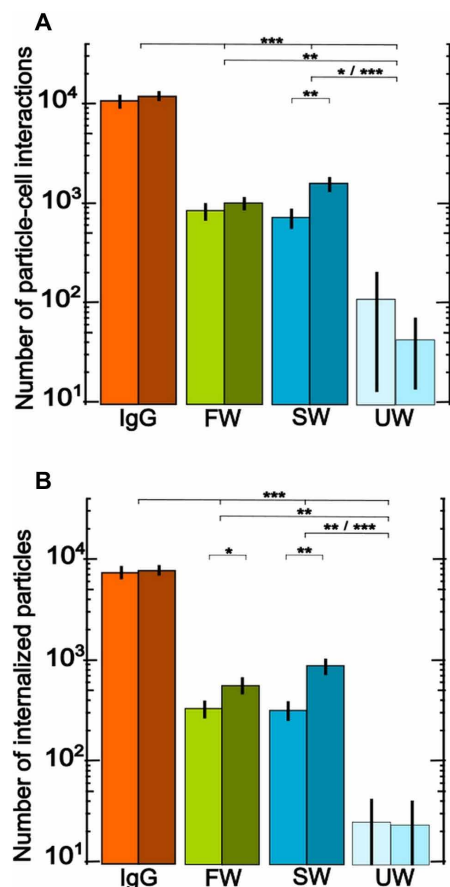 A
Number of particle-cell interactions
***
**
* / ***
**
10⁴
10³
10²
10¹
IgG FW SW UW
B
Number of internalized particles
***
**
** / ***
* **
10⁴
10³
10²
10¹
IgG FW SW UW